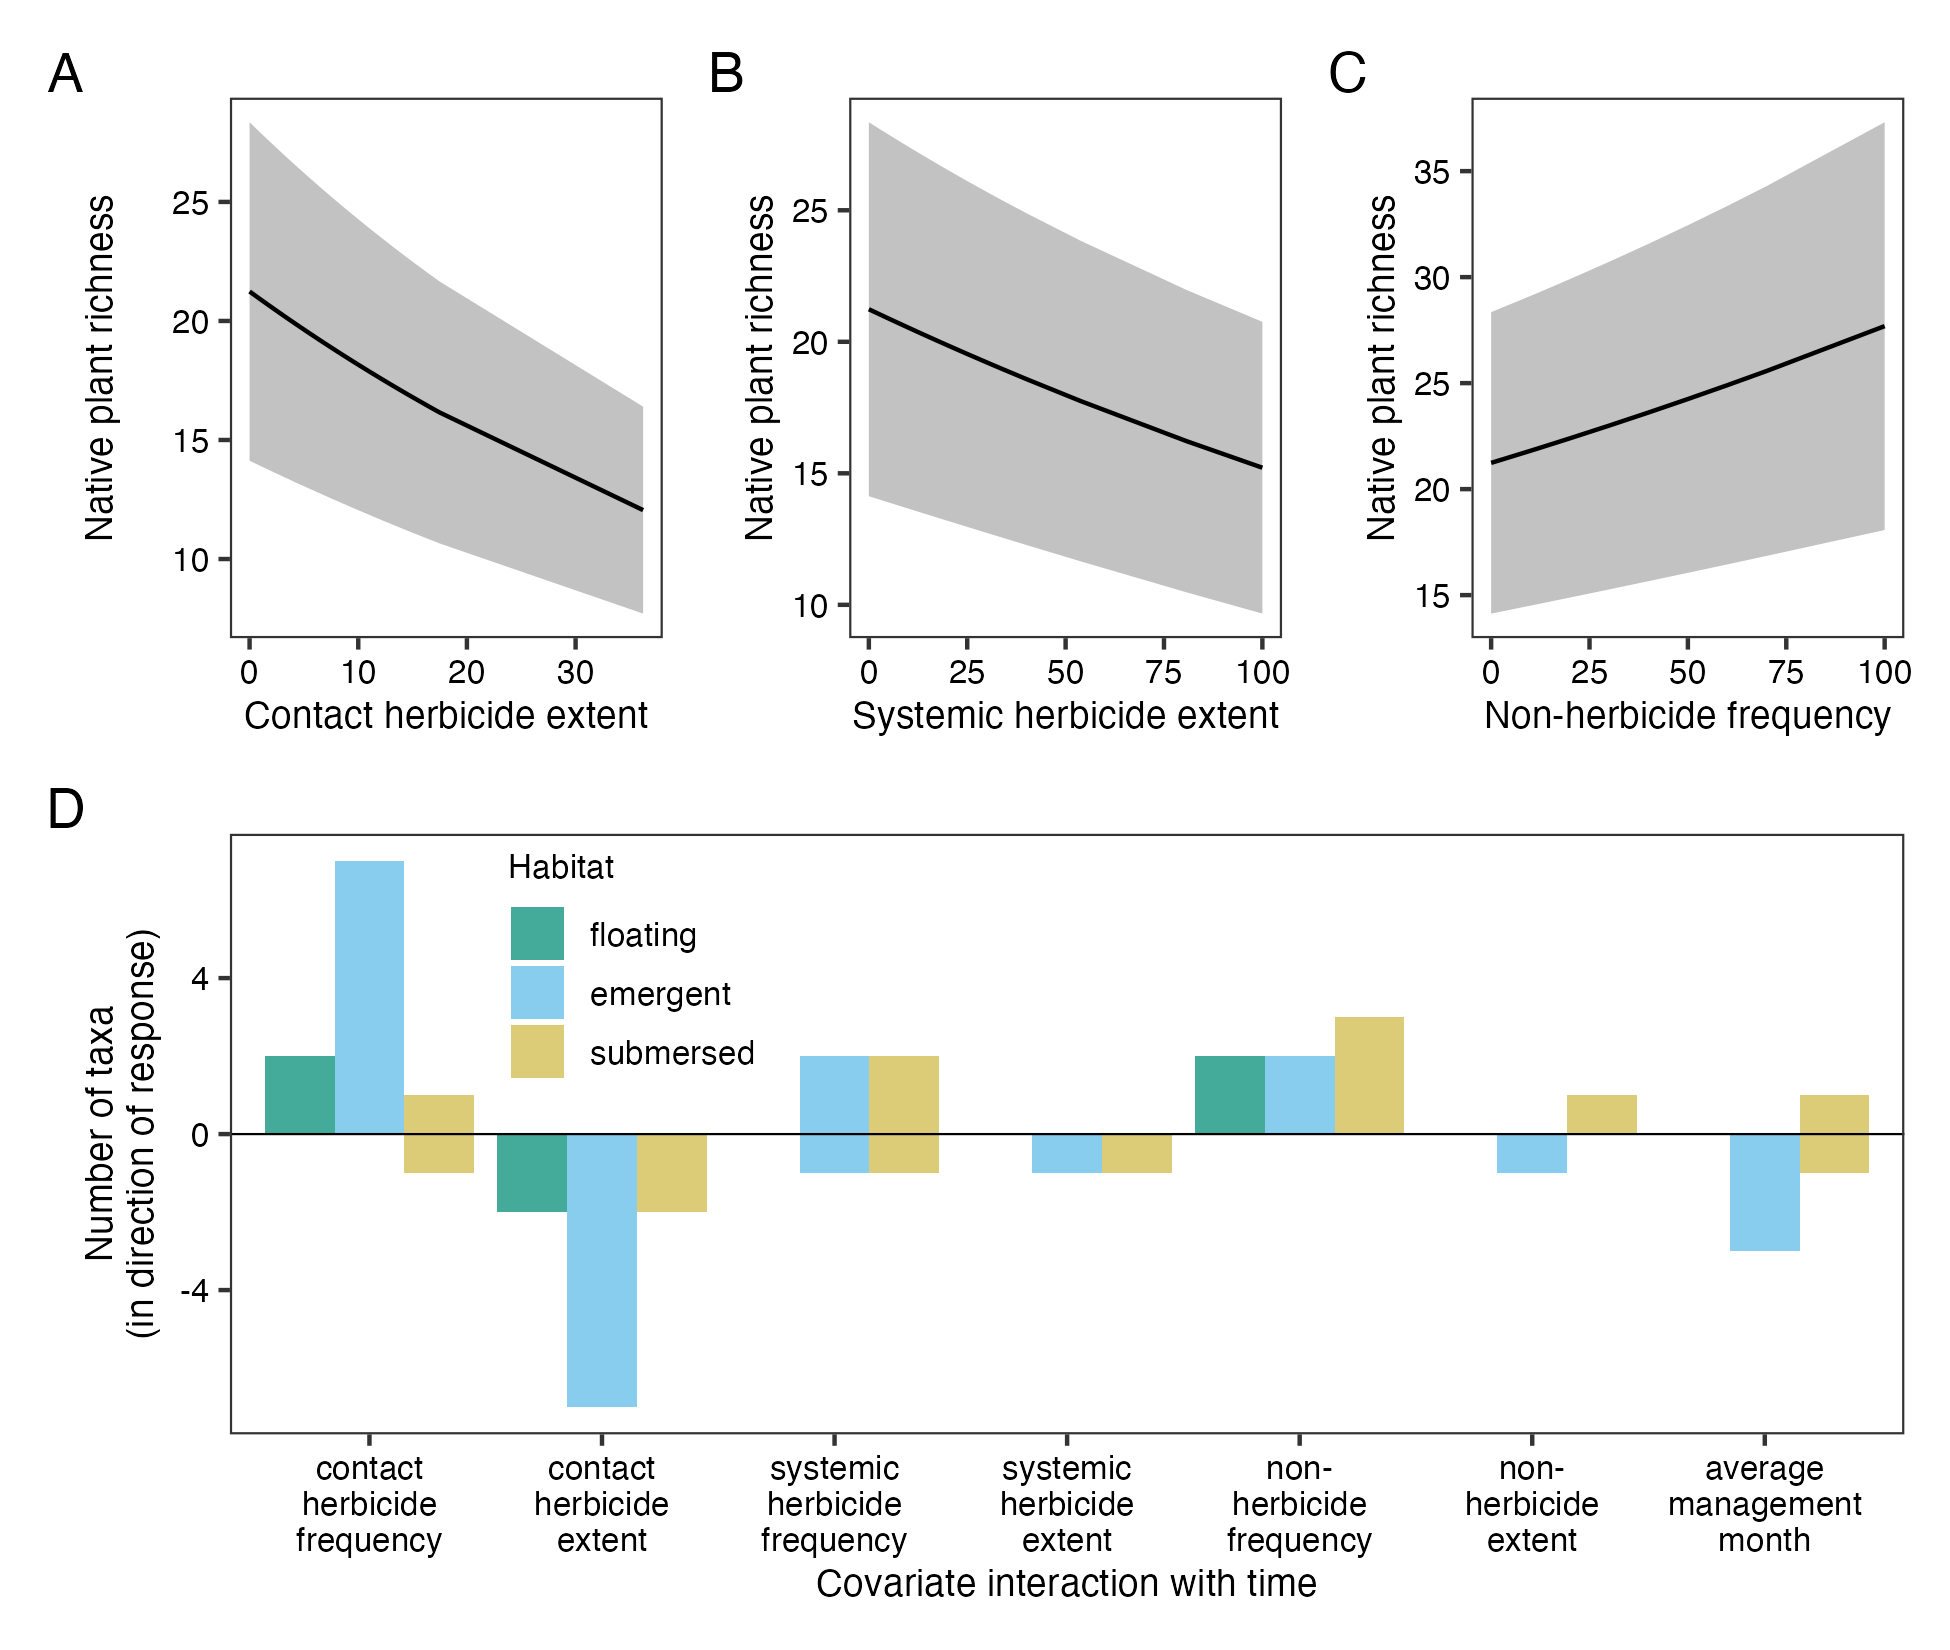 A
B
C
Native plant richness
25
20
15
10
0 10 20 30
Contact herbicide extent
Native plant richness
25
20
15
10
0 25 50 75 100
Systemic herbicide extent
Native plant richness
35
30
25
20
15
0 25 50 75 100
Non-herbicide frequency
D
Number of taxa
(in direction of response)
4
0
-4
Habitat
floating
emergent
submersed
contact
herbicide
frequency
contact
herbicide
extent
systemic
herbicide
frequency
systemic
herbicide
extent
non-
herbicide
frequency
non-
herbicide
extent
average
management
month
Covariate interaction with time